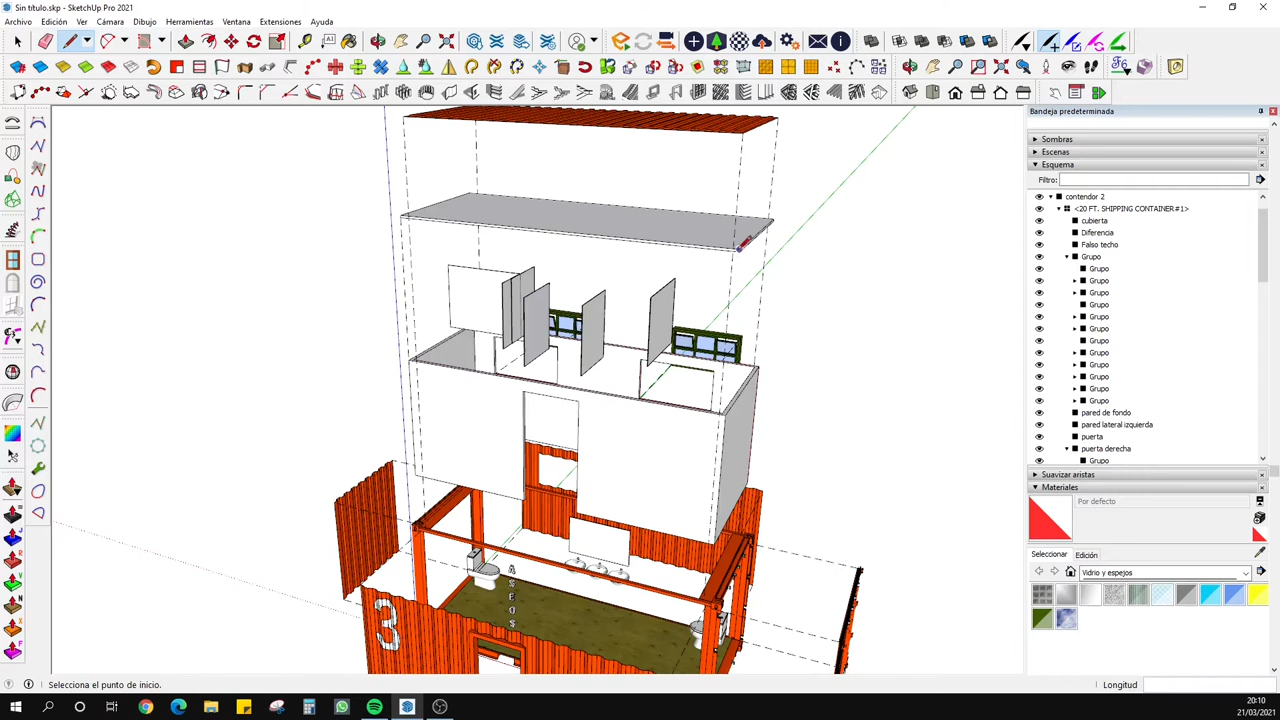 Sin título.skp - SketchUp Pro 2021
Archivo Edición Ver Cámara Dibujo Herramientas Ventana Extensiones Ayuda
Bandeja predeterminada
Sombras
Escenas
Esquema
Filtro:
contendor 2
<20 FT. SHIPPING CONTAINER#1>
cubierta
Diferencia
Falso techo
Grupo
Grupo
Grupo
Grupo
Grupo
Grupo
Grupo
Grupo
Grupo
Grupo
Grupo
Grupo
Grupo
pared de fondo
pared lateral izquierda
puerta
puerta derecha
Grupo
Suavizar aristas
Materiales
Por defecto
Seleccionar Edición
Vidrio y espejos
A
S
E
O
S
3
Selecciona el punto de inicio.
Longitud
20:10
21/03/2021